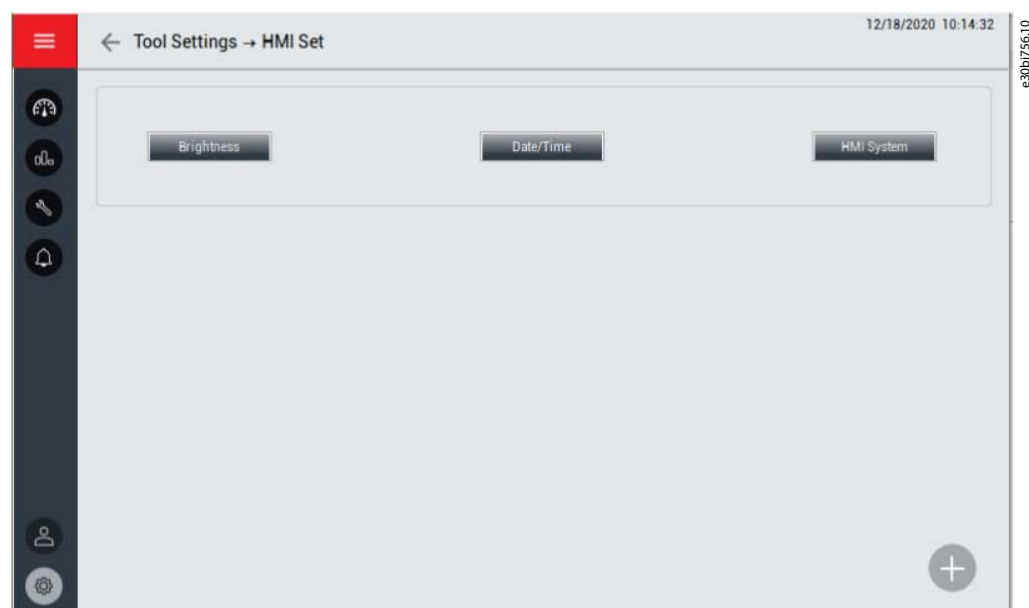 12/18/2020 10:14:32
← Tool Settings → HMI Set
Brightness
Date/Time
HMI System
e30bi756.10